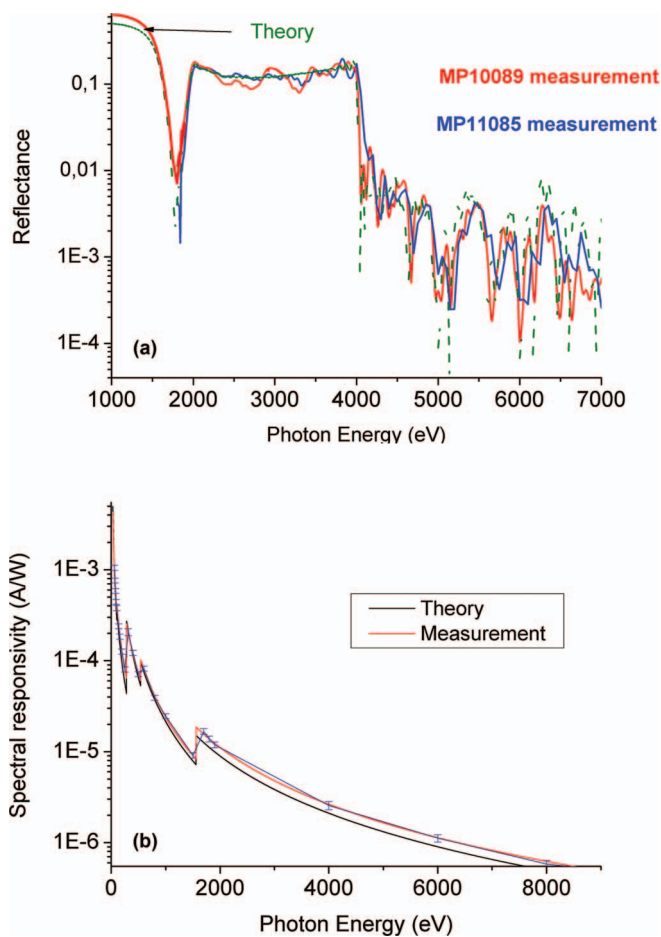 Theory
MP10089 measurement
MP11085 measurement
Reflectance
0,1
0,01
1E-3
1E-4
(a)
1000 2000 3000 4000 5000 6000 7000
Photon Energy (eV)
Spectral responsivity (A/W)
1E-3
1E-4
1E-5
1E-6
Theory
Measurement
(b)
0 2000 4000 6000 8000
Photon Energy (eV)